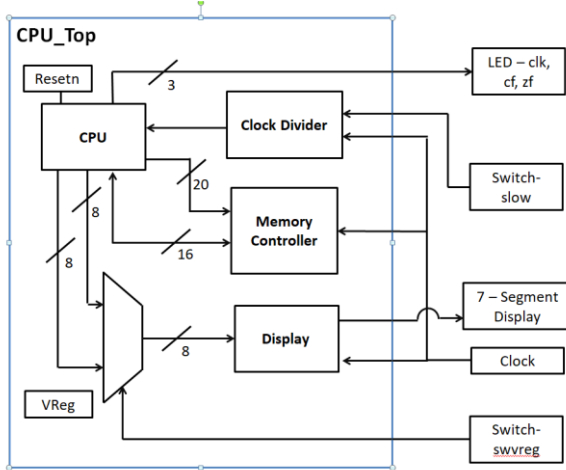 CPU_Top
LED – clk,
cf, zf
Resetn
3
CPU
Clock Divider
20
Switch-
slow
8
Memory
Controller
8
16
7 – Segment
Display
8
Display
Clock
VReg
Switch-
swvreg